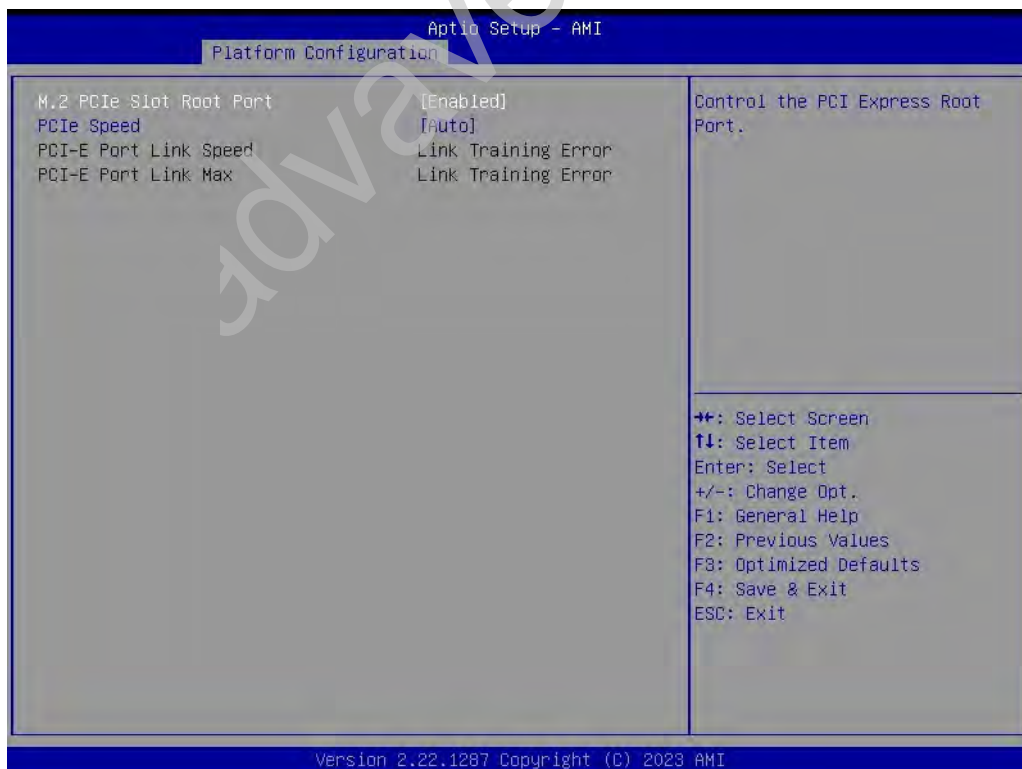 Aptio Setup – AMI
Platform Configuration
M.2 PCIe Slot Root Port [Enabled]
PCIe Speed [Auto]
PCI-E Port Link Speed Link Training Error
PCI-E Port Link Max Link Training Error
Control the PCI Express Root
Port.
→←: Select Screen
↑↓: Select Item
Enter: Select
+/-: Change Opt.
F1: General Help
F2: Previous Values
F3: Optimized Defaults
F4: Save & Exit
ESC: Exit
Version 2.22.1287 Copyright (C) 2023 AMI